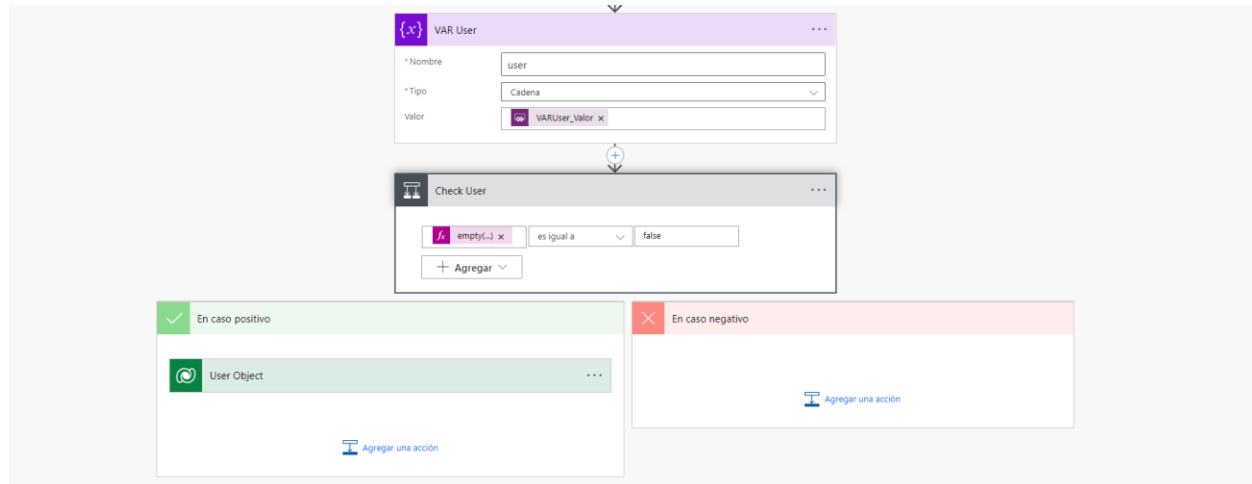 {x} VAR User ...
* Nombre user
* Tipo Cadena
Valor VARUser_Valor x
Check User ...
fx empty(...) x es igual a false
+ Agregar
En caso positivo
En caso negativo
User Object ...
Agregar una acción
Agregar una acción